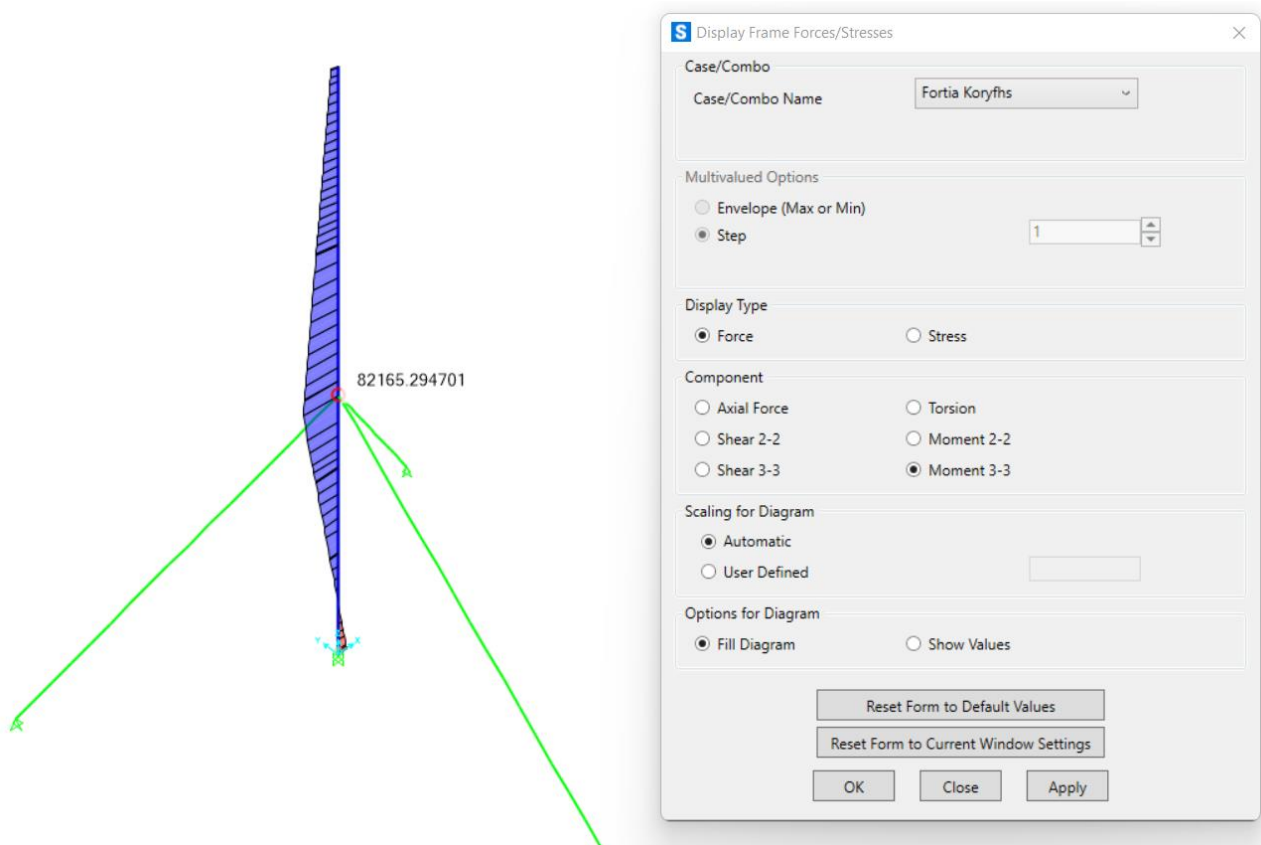 82165.294701
Y X
S Display Frame Forces/Stresses
Case/Combo
Case/Combo Name Fortia Koryfhs
Multivalued Options
Envelope (Max or Min)
Step 1
Display Type
Force Stress
Component
Axial Force Torsion
Shear 2-2 Moment 2-2
Shear 3-3 Moment 3-3
Scaling for Diagram
Automatic
User Defined
Options for Diagram
Fill Diagram Show Values
Reset Form to Default Values
Reset Form to Current Window Settings
OK Close Apply